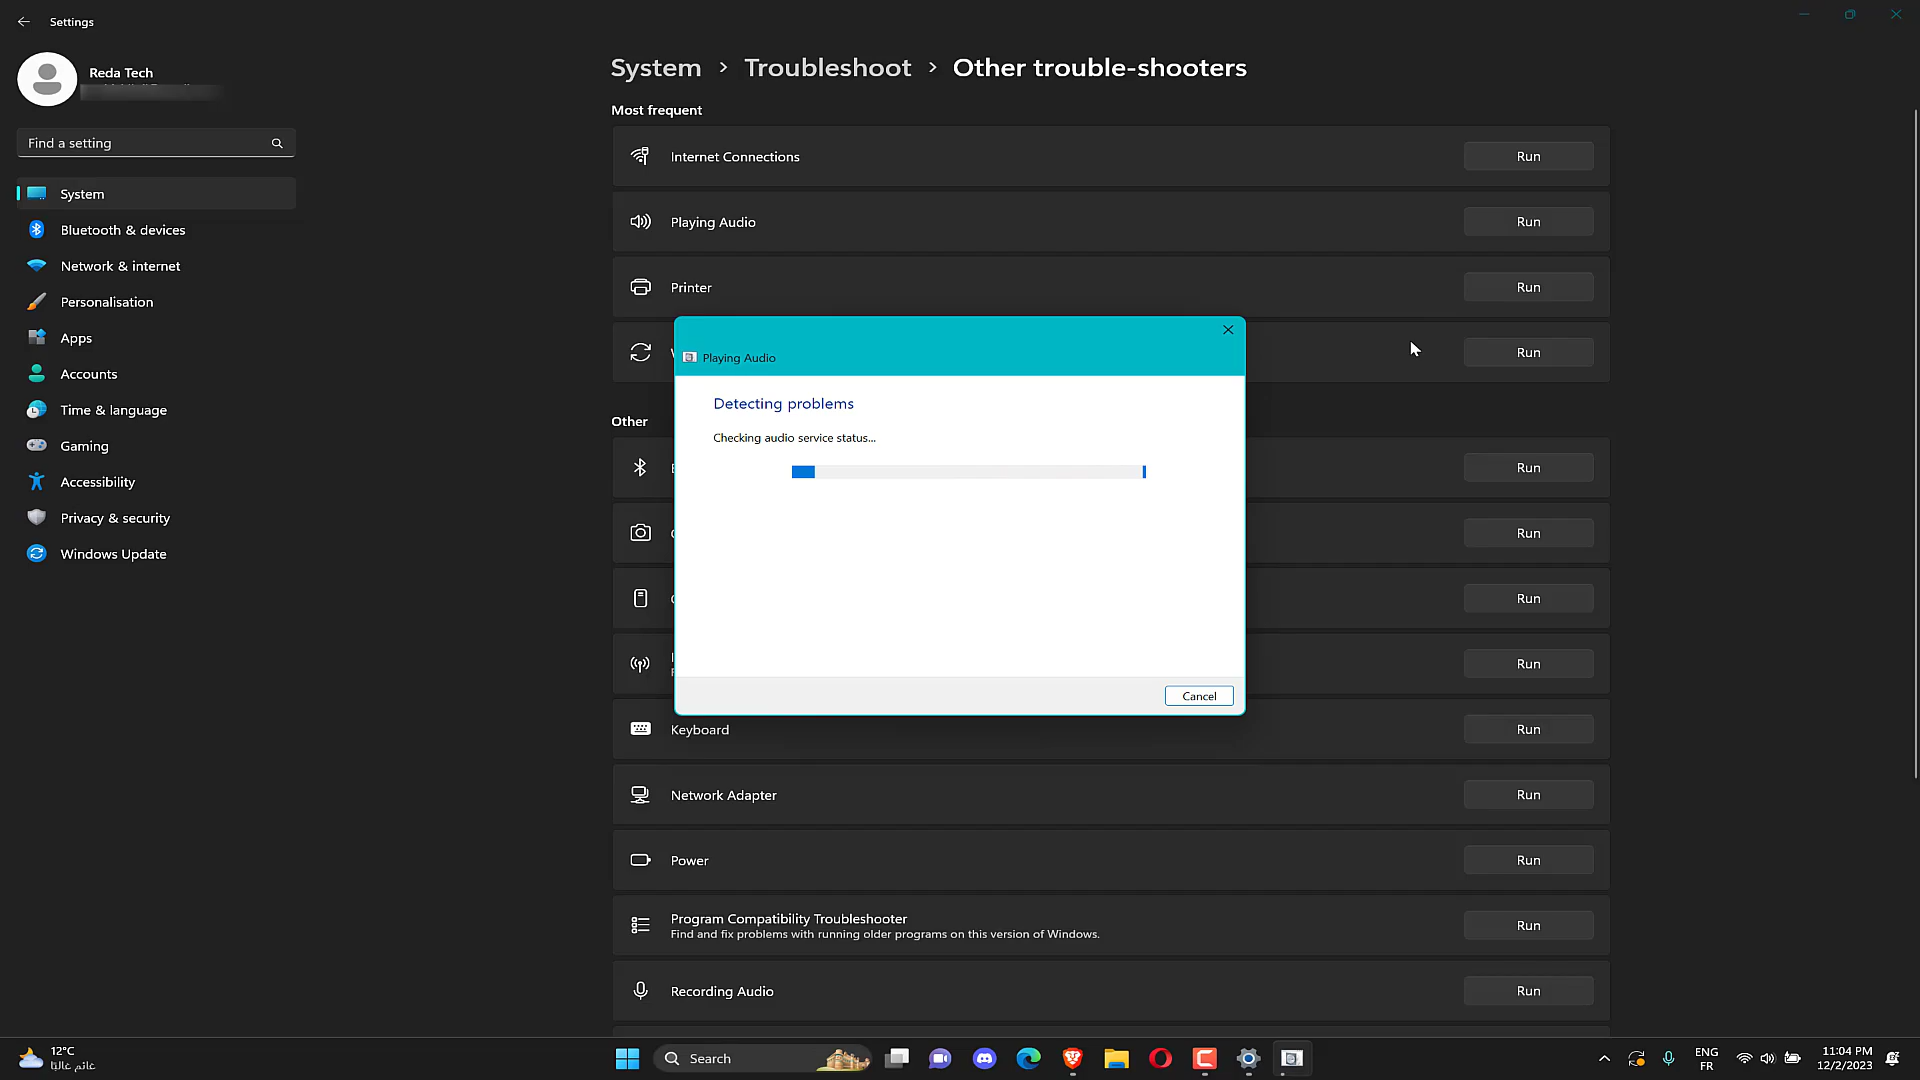 Settings
Reda Tech
Find a setting
System
Bluetooth & devices
Network & internet
Personalisation
Apps
Accounts
Time & language
Gaming
Accessibility
Privacy & security
Windows Update
System > Troubleshoot > Other trouble-shooters
Most frequent
Internet Connections Run
Playing Audio Run
Printer Run
Run
Playing Audio
Detecting problems
Checking audio service status...
Cancel
Other
Run
Run
Run
Run
Keyboard Run
Network Adapter Run
Power Run
Program Compatibility Troubleshooter
Find and fix problems with running older programs on this version of Windows.
Run
Recording Audio Run
12°C
غائم غالبًا
Search
ENG
FR
11:04 PM
12/2/2023